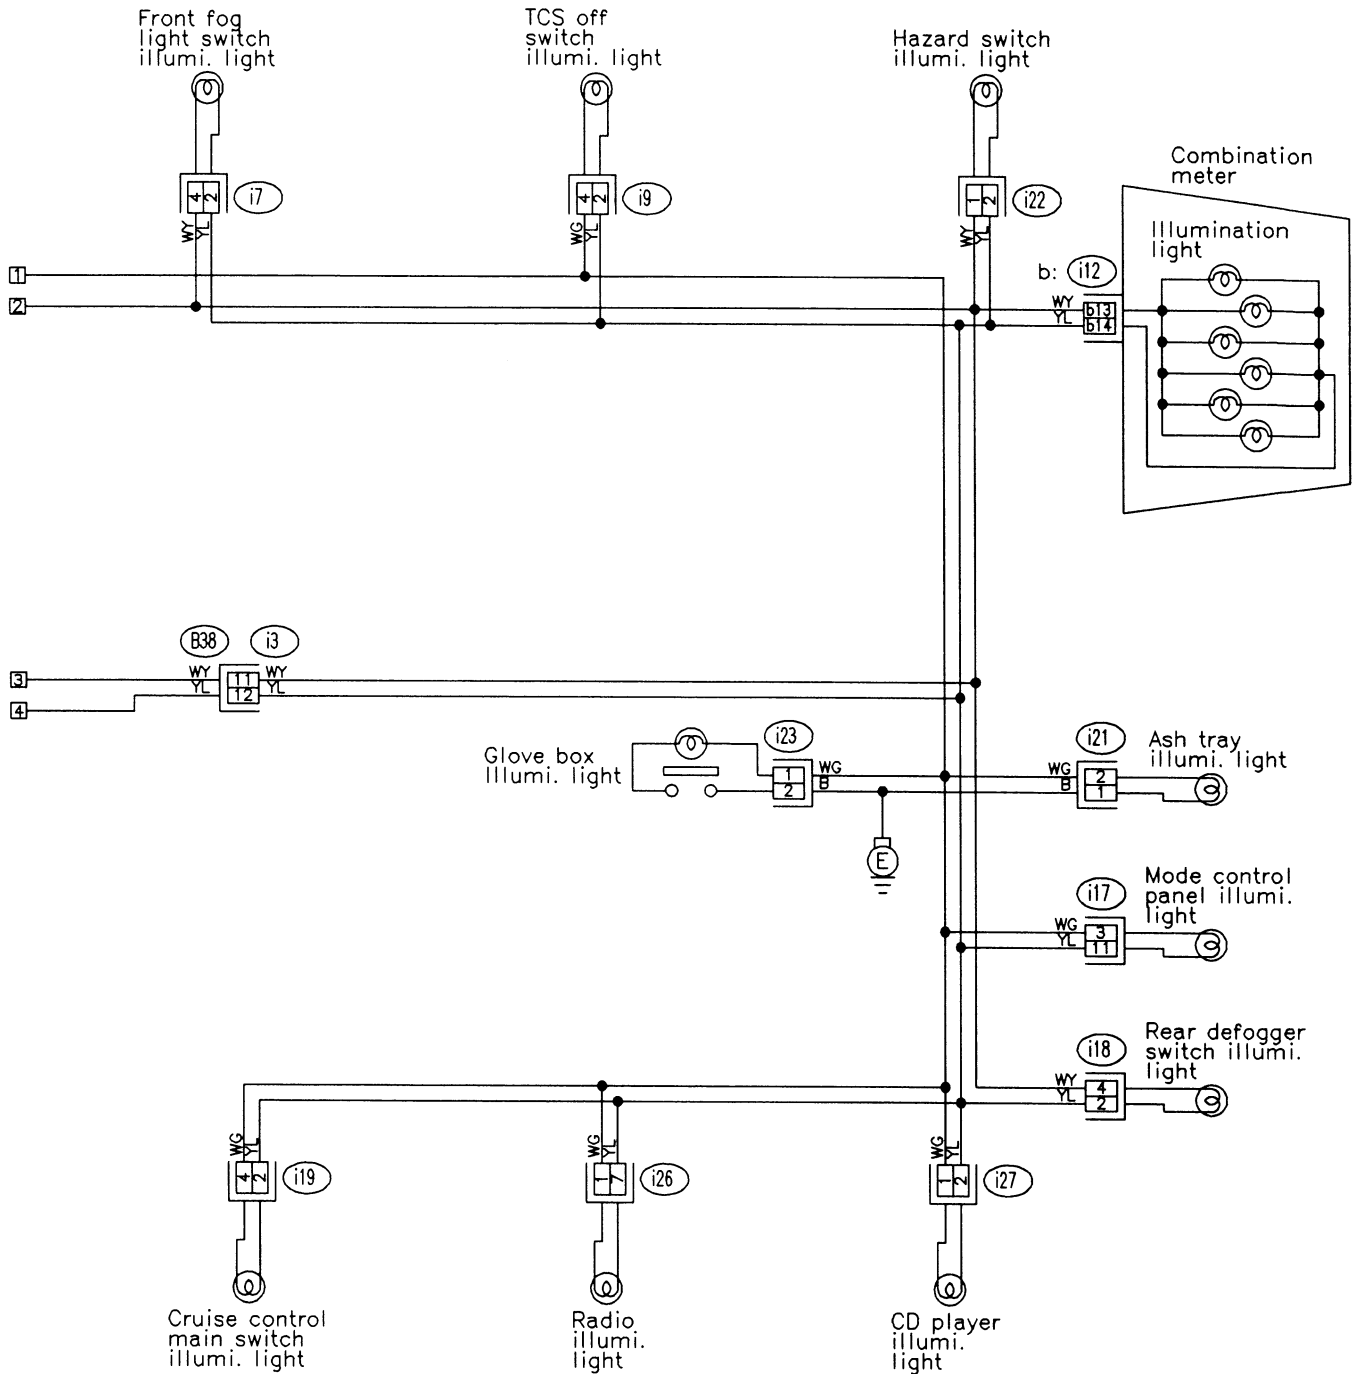 Front fog
light switch
illumi. light
TCS off
switch
illumi. light
Hazard switch
illumi. light
Combination
meter
Illumination
light
4
2
i7
WY
YL
4
2
i9
WG
YL
1
2
i22
WY
YL
1
2
b:
i12
WY
YL
b13
b14
B38
i3
3
4
WY
YL
11
12
WY
YL
Glove box
Illumi. light
i23
1
2
WG
B
E
i21
WG
B
2
1
Ash tray
illumi. light
i17
WG
YL
3
11
Mode control
panel illumi.
light
i18
WY
YL
4
2
Rear defogger
switch illumi.
light
WG
YL
4
2
i19
WG
YL
1
7
i26
WG
YL
1
2
i27
Cruise control
main switch
illumi. light
Radio
illumi.
light
CD player
illumi.
light